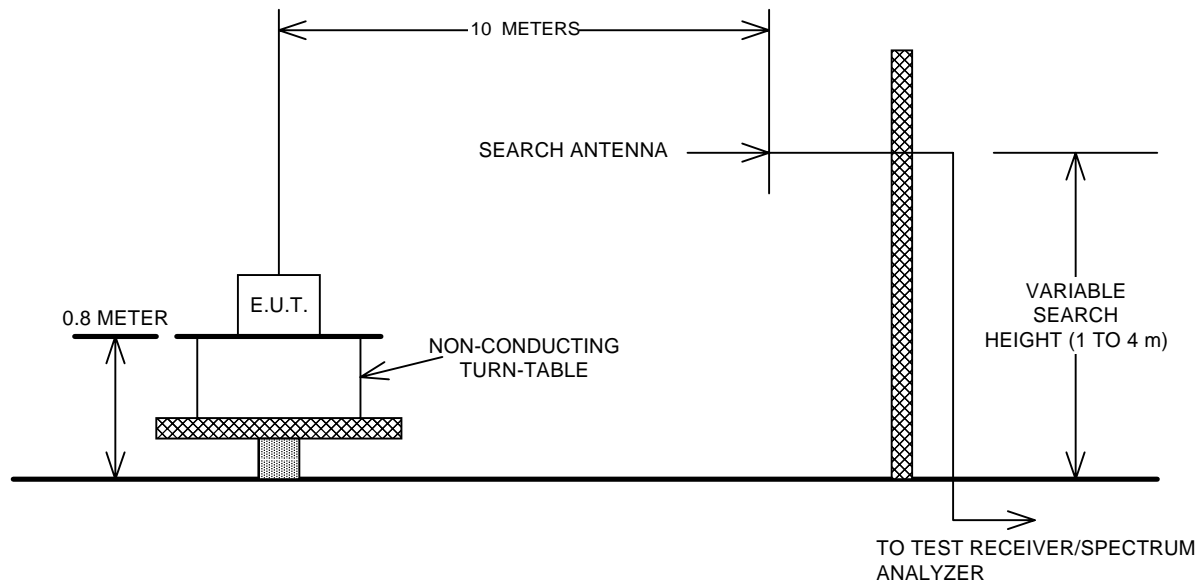 10 METERS
SEARCH ANTENNA
E.U.T.
0.8 METER
NON-CONDUCTING
TURN-TABLE
VARIABLE
SEARCH
HEIGHT (1 TO 4 m)
TO TEST RECEIVER/SPECTRUM
ANALYZER